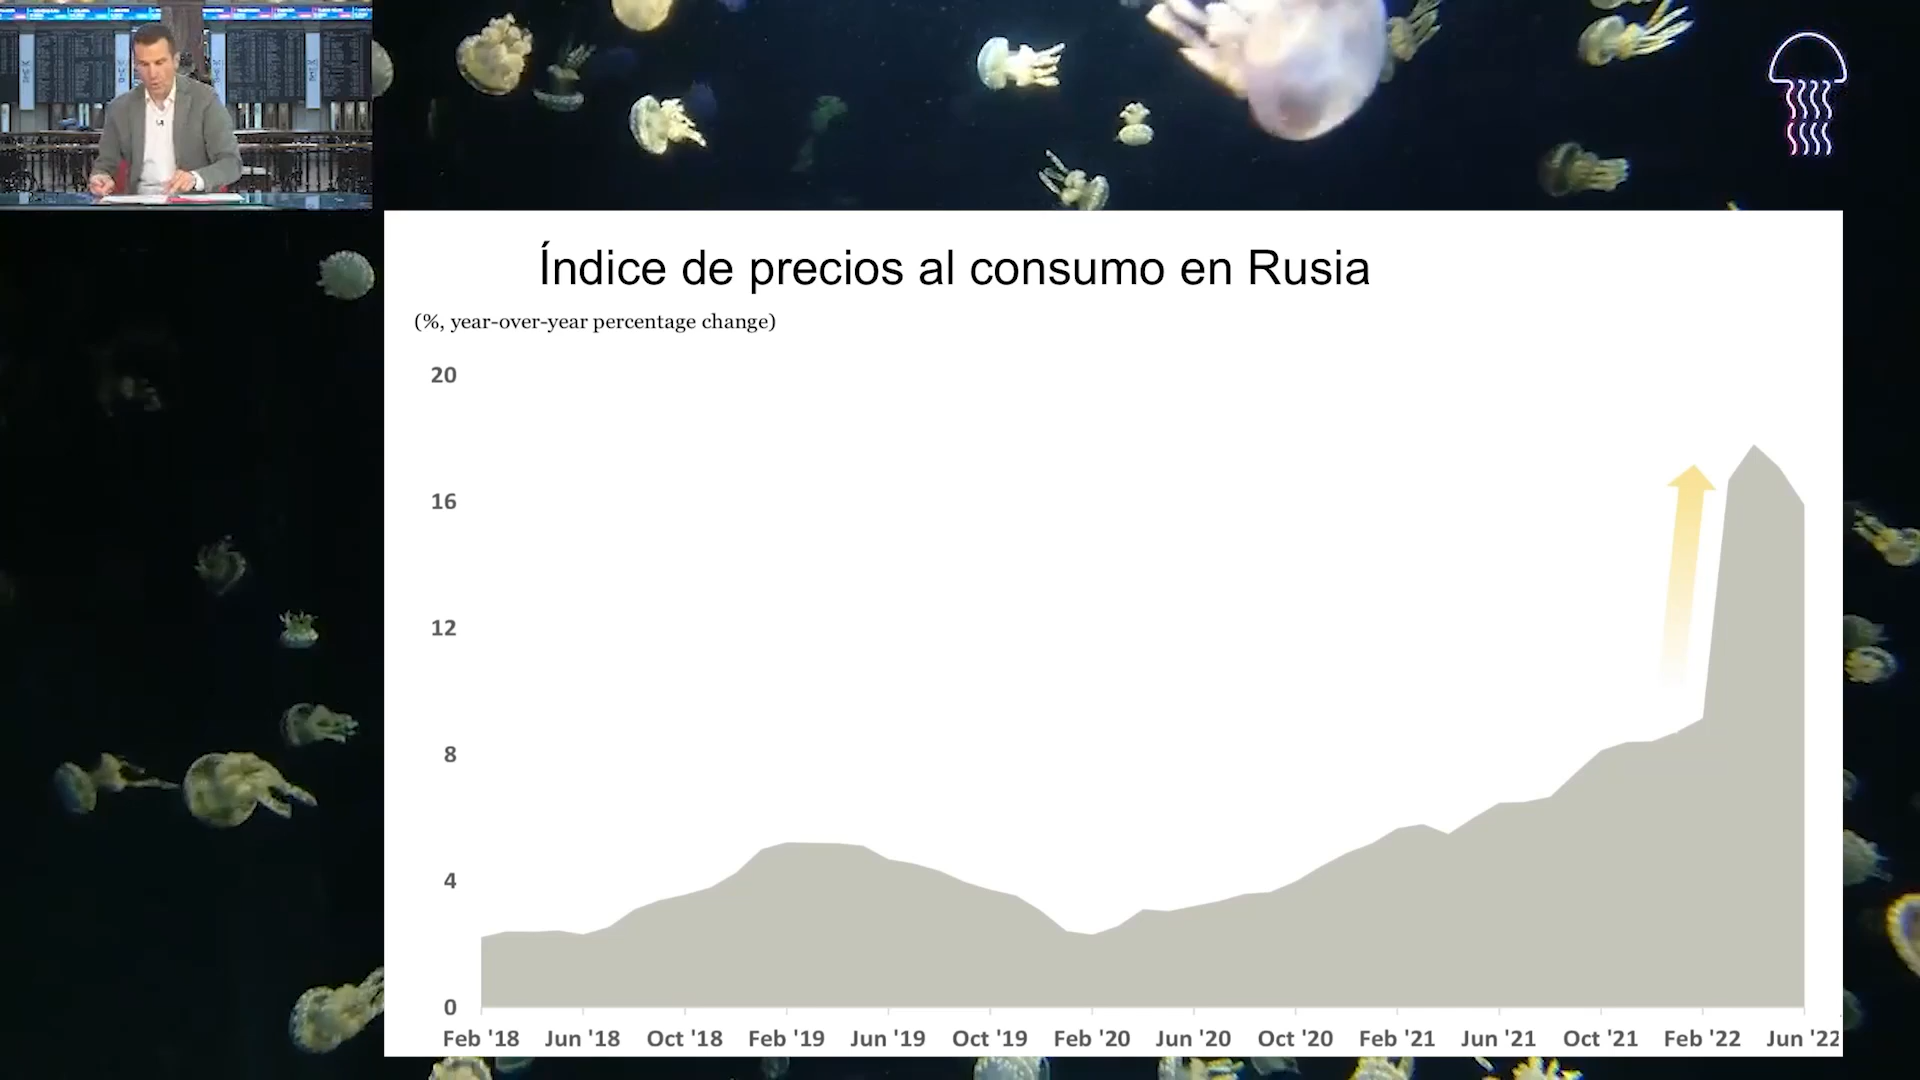 Índice de precios al consumo en Rusia
(%, year-over-year percentage change)
20
16
12
8
4
0
Feb '18 Jun '18 Oct '18 Feb '19 Jun '19 Oct '19 Feb '20 Jun '20 Oct '20 Feb '21 Jun '21 Oct '21 Feb '22 Jun '22